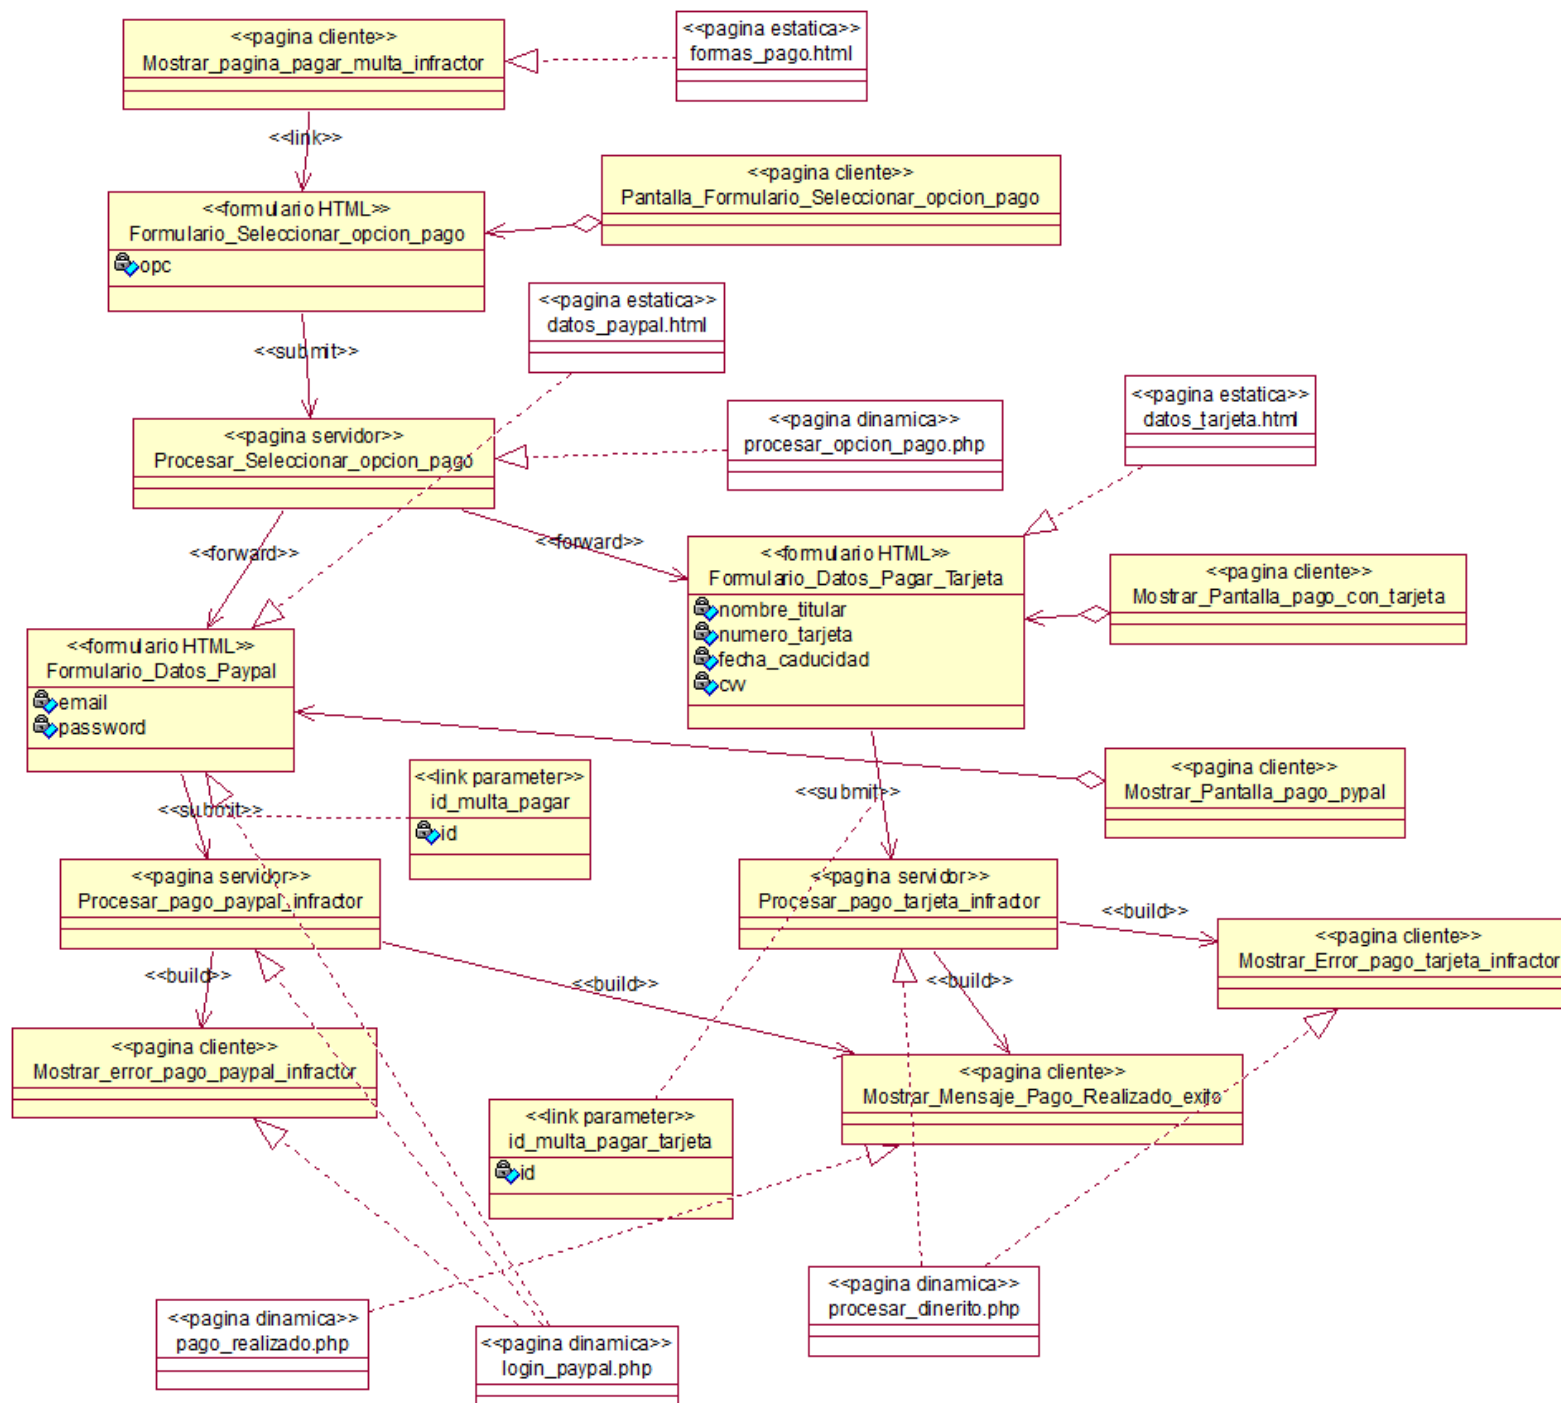 <<pagina cliente>>
Mostrar_pagina_pagar_multa_infractor
<<pagina estatica>>
formas_pago.html
<<link>>
<<pagina cliente>>
Pantalla_Formulario_Seleccionar_opcion_pago
<<formulario HTML>>
Formulario_Seleccionar_opcion_pago
opc
<<pagina estatica>>
datos_paypal.html
<<submit>>
<<pagina estatica>>
datos_tarjeta.html
<<pagina servidor>>
Procesar_Seleccionar_opcion_pago
<<pagina dinamica>>
procesar_opcion_pago.php
<<forward>>
<<forward>>
<<formulario HTML>>
Formulario_Datos_Pagar_Tarjeta
nombre_titular
numero_tarjeta
fecha_caducidad
cvv
<<pagina cliente>>
Mostrar_Pantalla_pago_con_tarjeta
<<formulario HTML>>
Formulario_Datos_Paypal
email
password
<<link parameter>>
id_multa_pagar
id
<<pagina cliente>>
Mostrar_Pantalla_pago_pypal
<<submit>>
<<submit>>
<<pagina servidor>>
Procesar_pago_paypal_infractor
<<pagina servidor>>
Procesar_pago_tarjeta_infractor
<<build>>
<<pagina cliente>>
Mostrar_Error_pago_tarjeta_infractor
<<build>>
<<build>>
<<build>>
<<pagina cliente>>
Mostrar_error_pago_paypal_infractor
<<pagina cliente>>
Mostrar_Mensaje_Pago_Realizado_exito
<<link parameter>>
id_multa_pagar_tarjeta
id
<<pagina dinamica>>
procesar_dinerito.php
<<pagina dinamica>>
pago_realizado.php
<<pagina dinamica>>
login_paypal.php